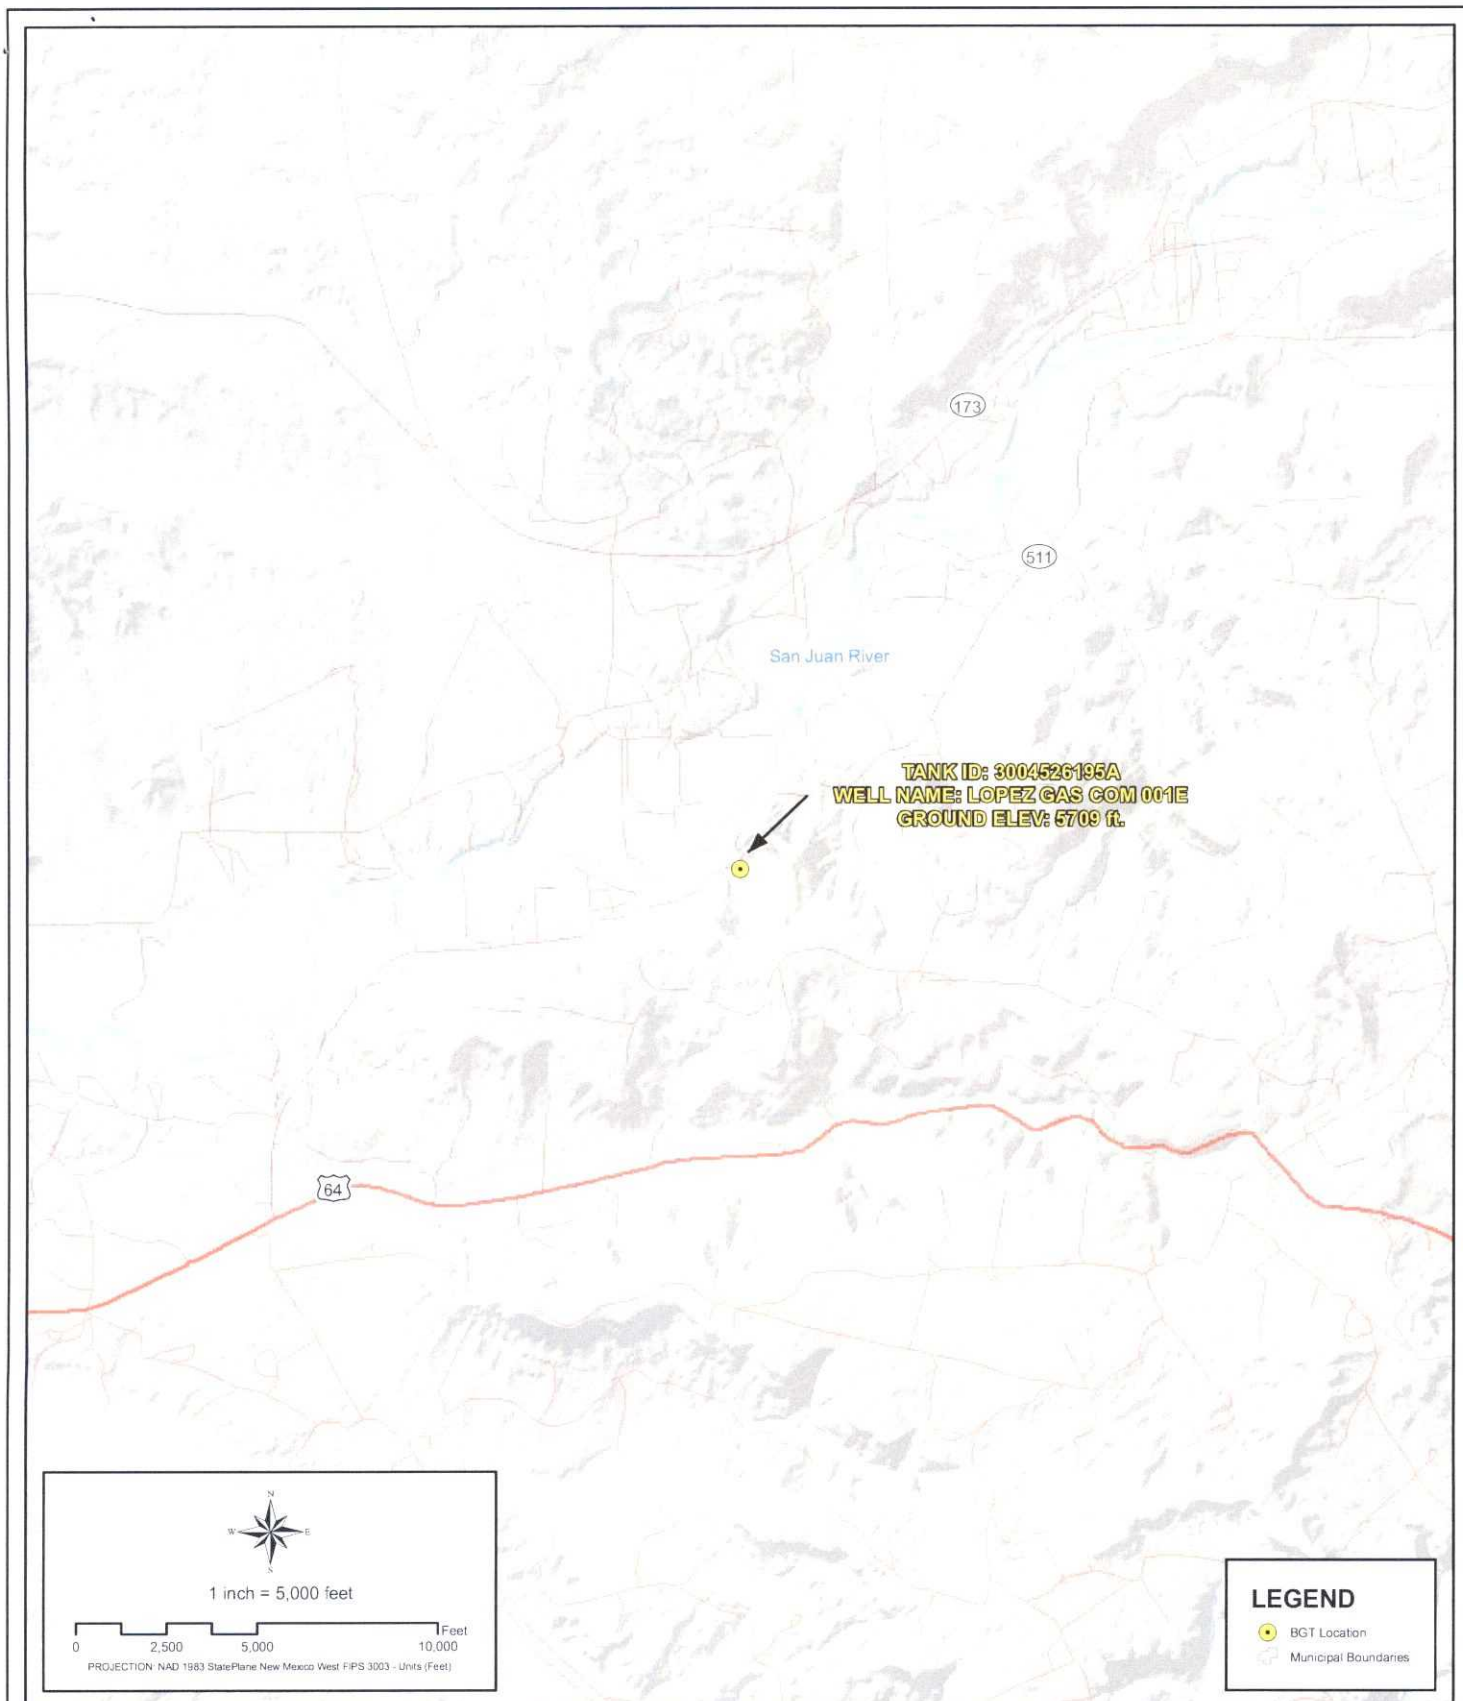 173
511
San Juan River
TANK ID: 3004526195A
WELL NAME: LOPEZ GAS COM 001E
GROUND ELEV: 5709 ft.
64
N
W E
S
1 inch = 5,000 feet
Feet
0 2,500 5,000 10,000
PROJECTION: NAD 1983 StatePlane New Mexico West FIPS 3003 - Units (Feet)
LEGEND
BGT Location
Municipal Boundaries